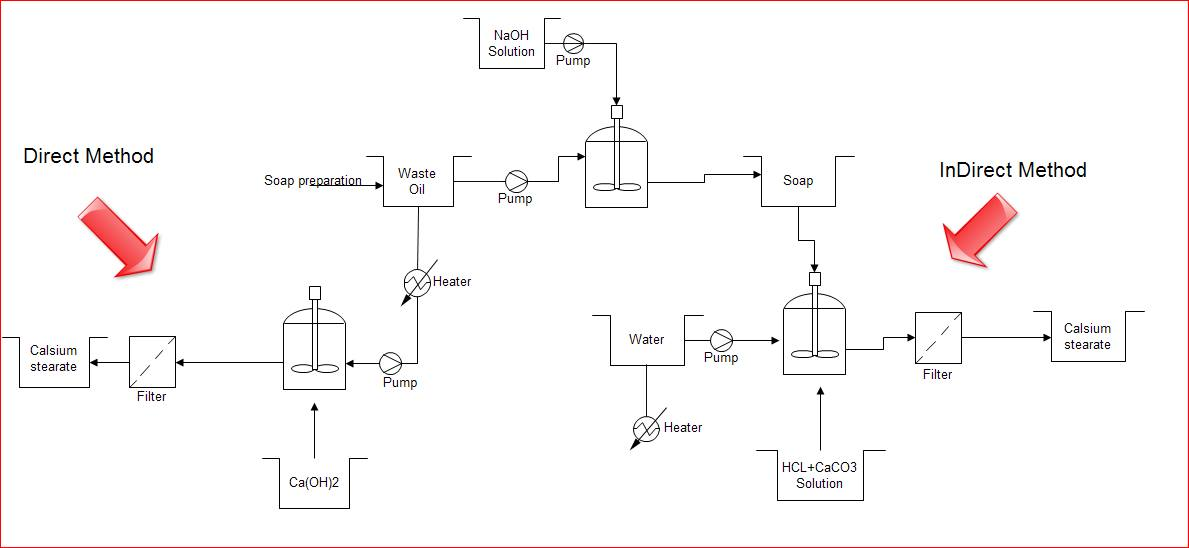 NaOH
Solution
Pump
Direct Method
InDirect Method
Soap preparation
Waste
Oil
Pump
Soap
Heater
Calsium
stearate
Filter
Pump
Water
Pump
Filter
Calsium
stearate
Heater
Ca(OH)2
HCL+CaCO3
Solution